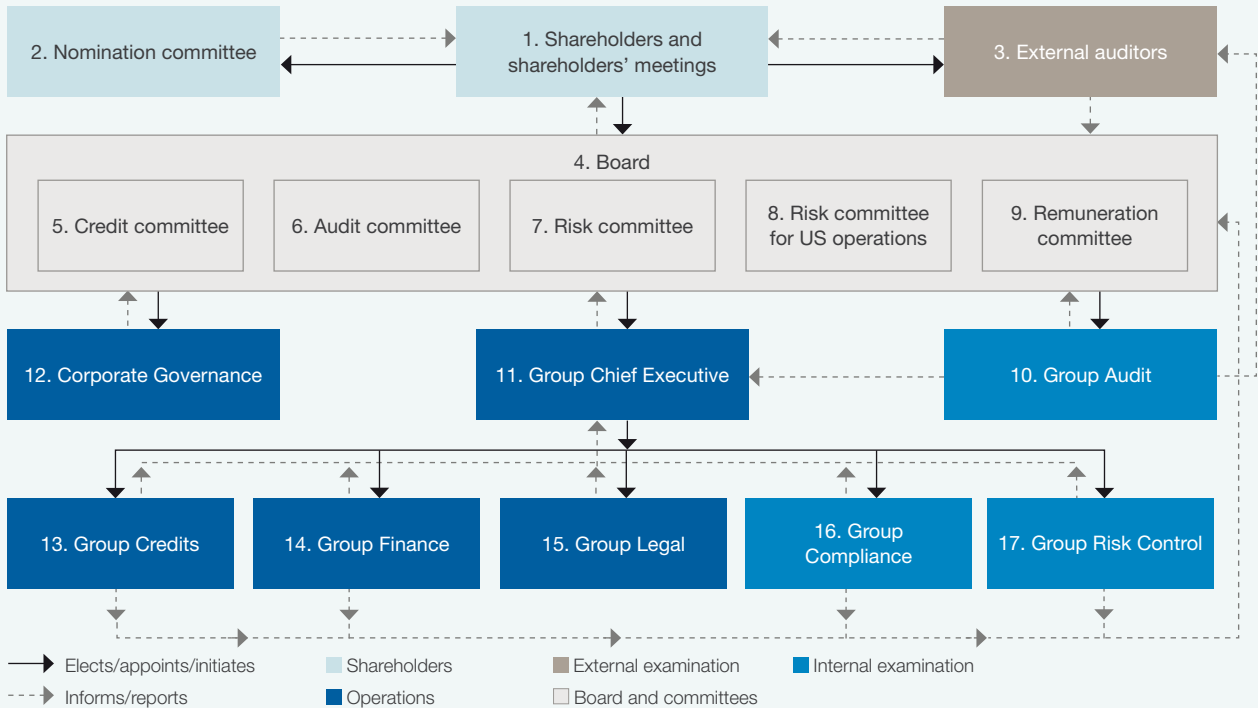 2. Nomination committee
1. Shareholders and
shareholders’ meetings
3. External auditors
4. Board
5. Credit committee
6. Audit committee
7. Risk committee
8. Risk committee
for US operations
9. Remuneration
committee
12. Corporate Governance
11. Group Chief Executive
10. Group Audit
13. Group Credits
14. Group Finance
15. Group Legal
16. Group
Compliance
17. Group Risk Control
Elects/appoints/initiates
Shareholders
External examination
Internal examination
Informs/reports
Operations
Board and committees